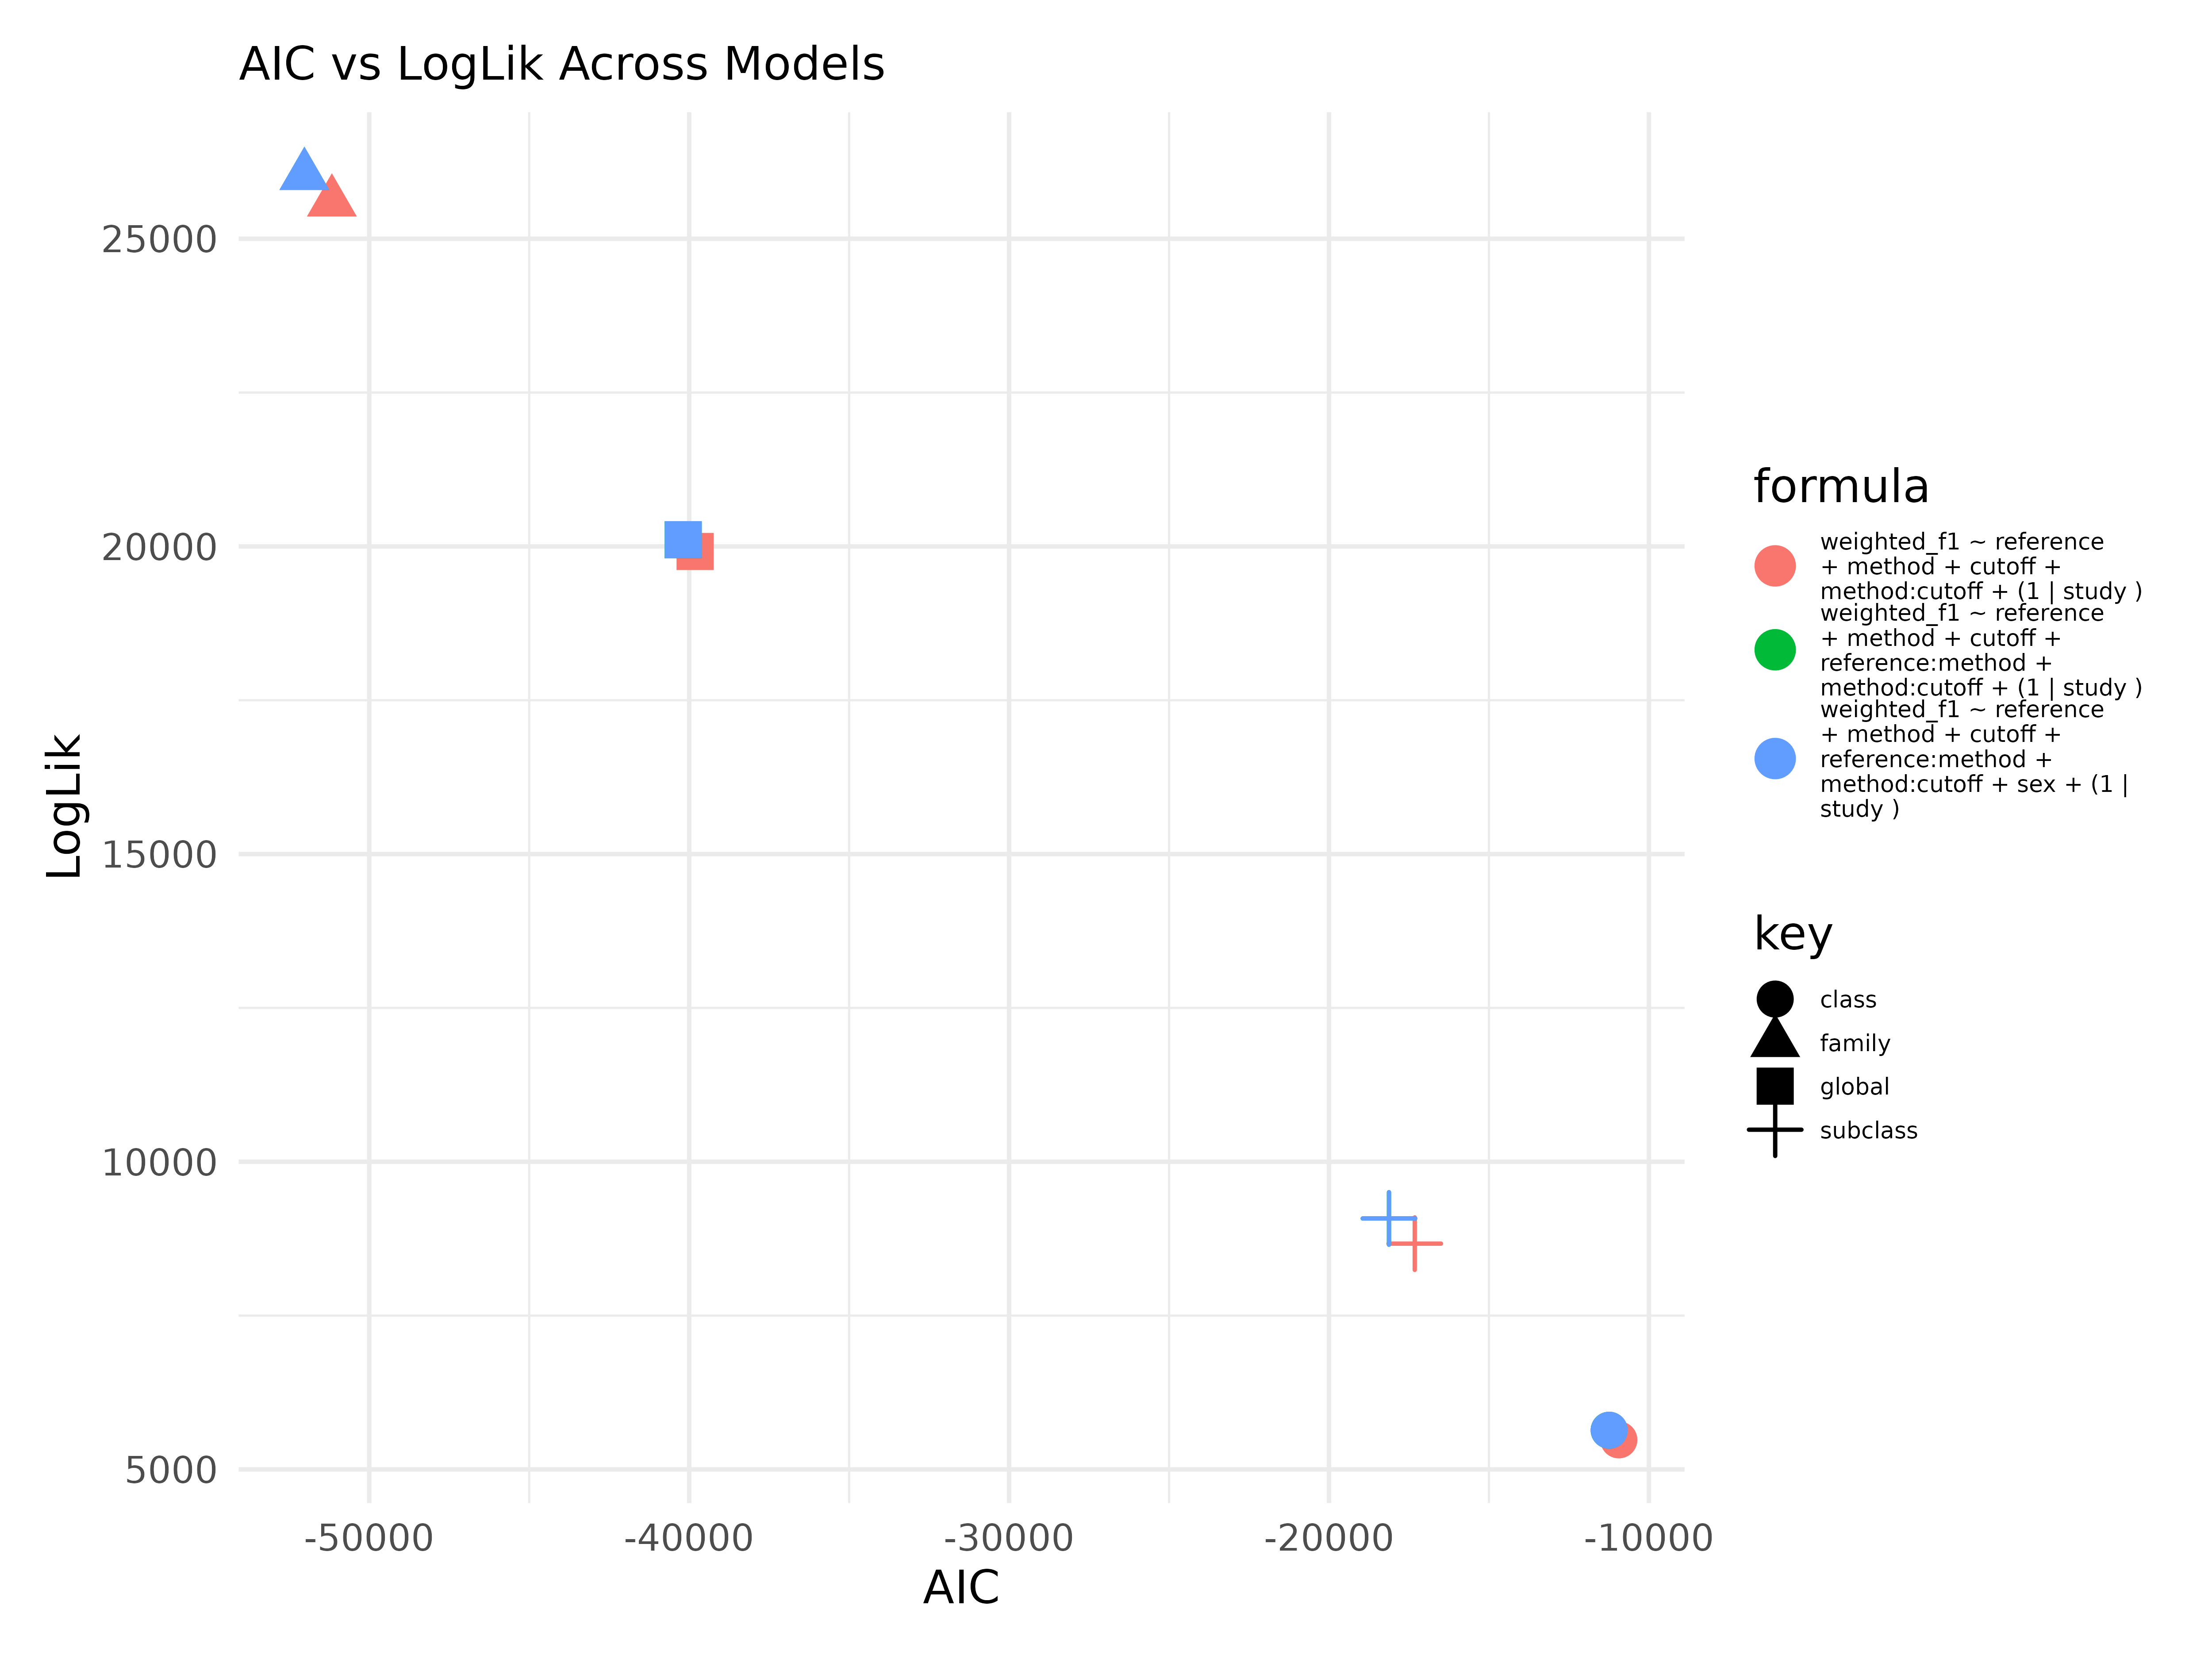 AIC vs LogLik Across Models
LogLik
25000
20000
15000
10000
5000
-50000
-40000
-30000
-20000
-10000
AIC
formula
weighted_f1 ~ reference
+ method + cutoff +
method:cutoff + (1 | study )
weighted_f1 ~ reference
+ method + cutoff +
reference:method +
method:cutoff + (1 | study )
weighted_f1 ~ reference
+ method + cutoff +
reference:method +
method:cutoff + sex + (1 |
study )
key
class
family
global
subclass